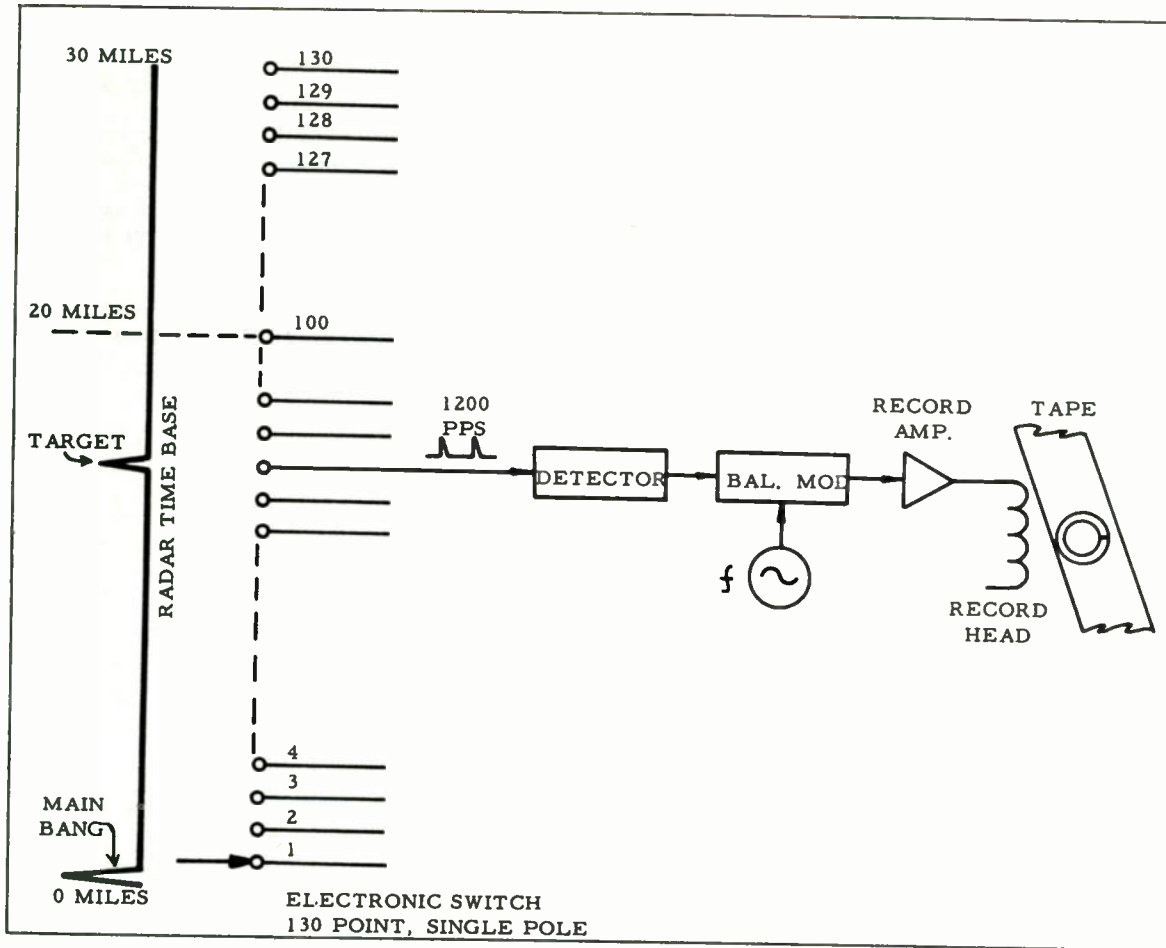 30 MILES
130
129
128
127
20 MILES
100
TARGET
RADAR TIME BASE
1200
PPS
DETECTOR
BAL. MOD
f
RECORD
AMP.
TAPE
RECORD
HEAD
4
3
2
1
MAIN
BANG
0 MILES
ELECTRONIC SWITCH
130 POINT, SINGLE POLE